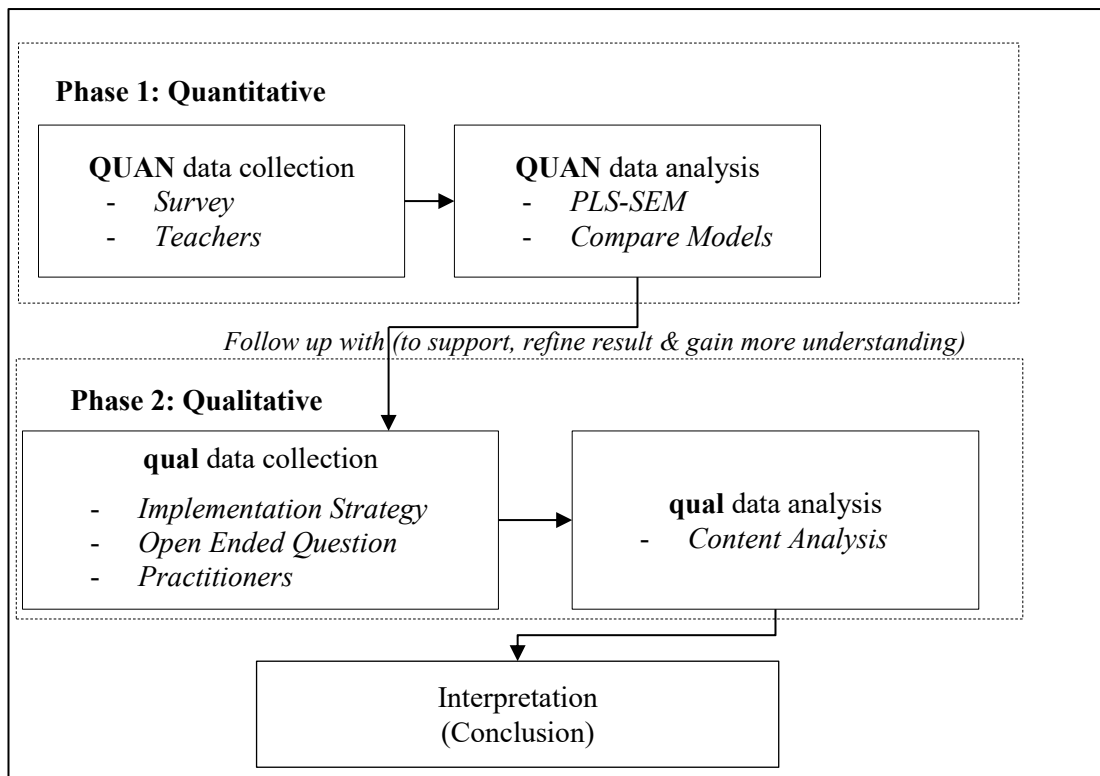 Phase 1: Quantitative
QUAN data collection
- Survey
- Teachers
QUAN data analysis
- PLS-SEM
- Compare Models
Follow up with (to support, refine result & gain more understanding)
Phase 2: Qualitative
qual data collection
- Implementation Strategy
- Open Ended Question
- Practitioners
qual data analysis
- Content Analysis
Interpretation
(Conclusion)